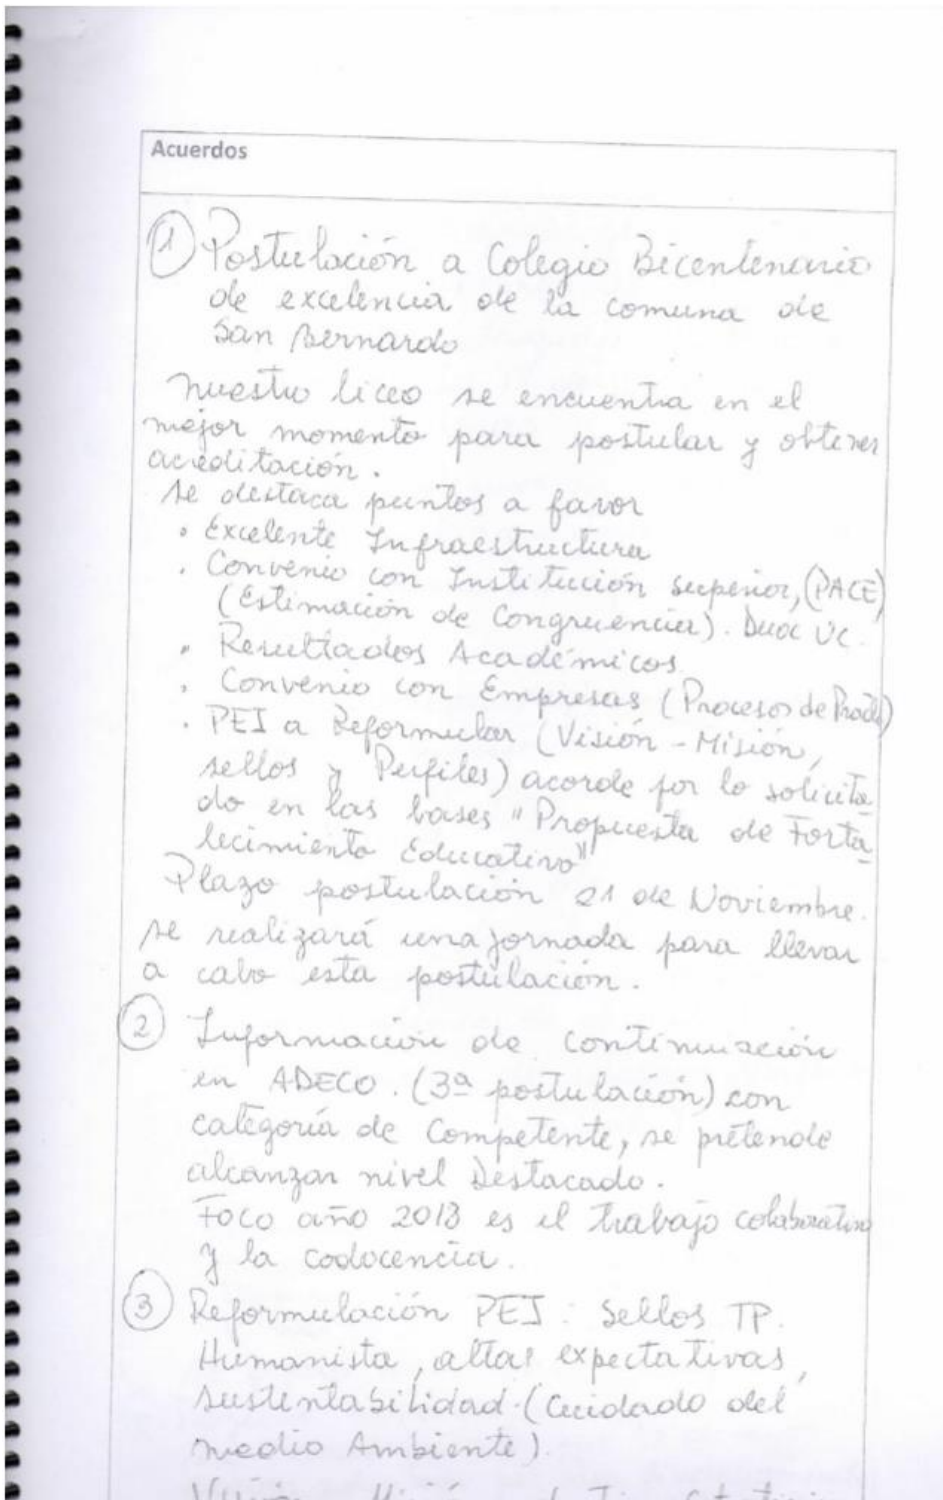 Acuerdos
① Postulación a Colegio Bicentenario
de excelencia de la comuna de
San Bernardo
Nuestro liceo se encuentra en el
mejor momento para postular y obtener
acreditación.
se destaca puntos a favor
• Excelente Infraestructura
• Convenio con Institución superior, (PACE)
(Estimación de Congruencia). Duoc UC.
• Resultados Académicos
• Convenio con Empresas (Procesos de
• PEI a Reformular (Visión - Misión,
sellos y Perfiles) acorde por lo solicita
do en las bases "Propuesta de Forta
lecimiento Educativo"
Plazo postulación 21 de Noviembre.
se realizará una jornada para llevar
a cabo esta postulación.
② Información de continuación
en ADECO. (3ª postulación) con
categoría de Competente, se pretende
alcanzar nivel Destacado.
Foco año 2018 es el trabajo colaborativo
y la codocencia.
③ Reformulación PEI: Sellos TP.
Humanista, altas expectativas,
sustentabilidad. (Cuidado del
medio Ambiente).